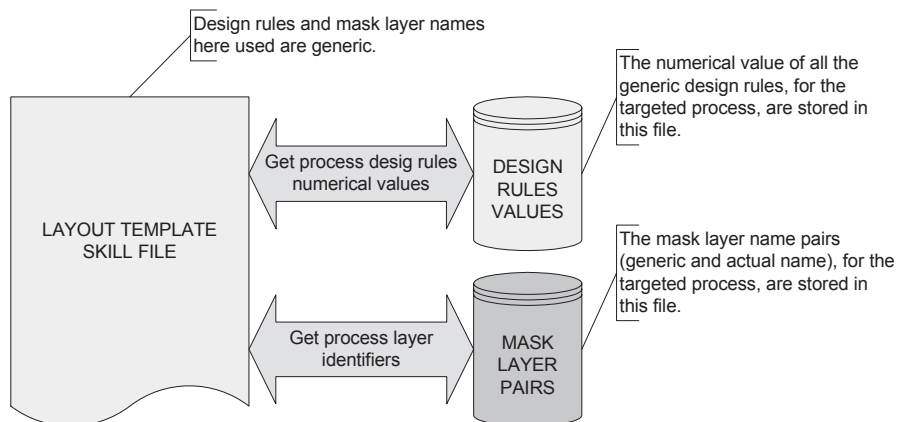 Design rules and mask layer names
here used are generic.
The numerical value of all the
generic design rules, for the
targeted process, are stored in
this file.
Get process desig rules
numerical values
DESIGN
RULES
VALUES
LAYOUT TEMPLATE
SKILL FILE
The mask layer name pairs
(generic and actual name), for the
targeted process, are stored in
this file.
Get process layer
identifiers
MASK
LAYER
PAIRS